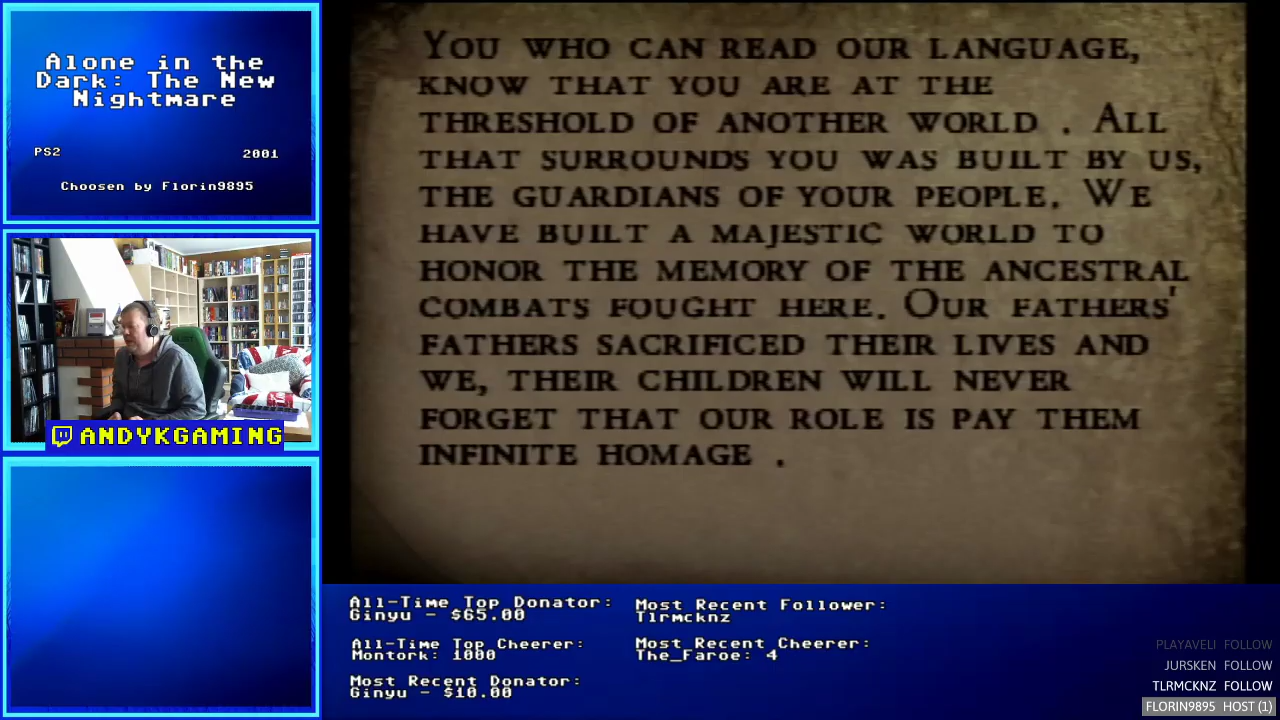 Alone in the
Dark: The New
Nightmare
PS2
2001
Choosen by Florin9895
ANDYKGAMING
YOU WHO CAN READ OUR LANGUAGE,
KNOW THAT YOU ARE AT THE
THRESHOLD OF ANOTHER WORLD . ALL
THAT SURROUNDS YOU WAS BUILT BY US,
THE GUARDIANS OF YOUR PEOPLE. WE
HAVE BUILT A MAJESTIC WORLD TO
HONOR THE MEMORY OF THE ANCESTRAL
COMBATS FOUGHT HERE. OUR FATHERS'
FATHERS SACRIFICED THEIR LIVES AND
WE, THEIR CHILDREN WILL NEVER
FORGET THAT OUR ROLE IS PAY THEM
INFINITE HOMAGE .
All-Time Top Donator:
Ginyu - $65.00
All-Time Top Cheerer:
Montork: 1000
Most Recent Donator:
Ginyu - $10.00
Most Recent Follower:
Tlrmcknz
Most Recent Cheerer:
The_Faroe: 4
PLAYAVELI FOLLOW
JURSKEN FOLLOW
TLRMCKNZ FOLLOW
FLORIN9895 HOST (1)